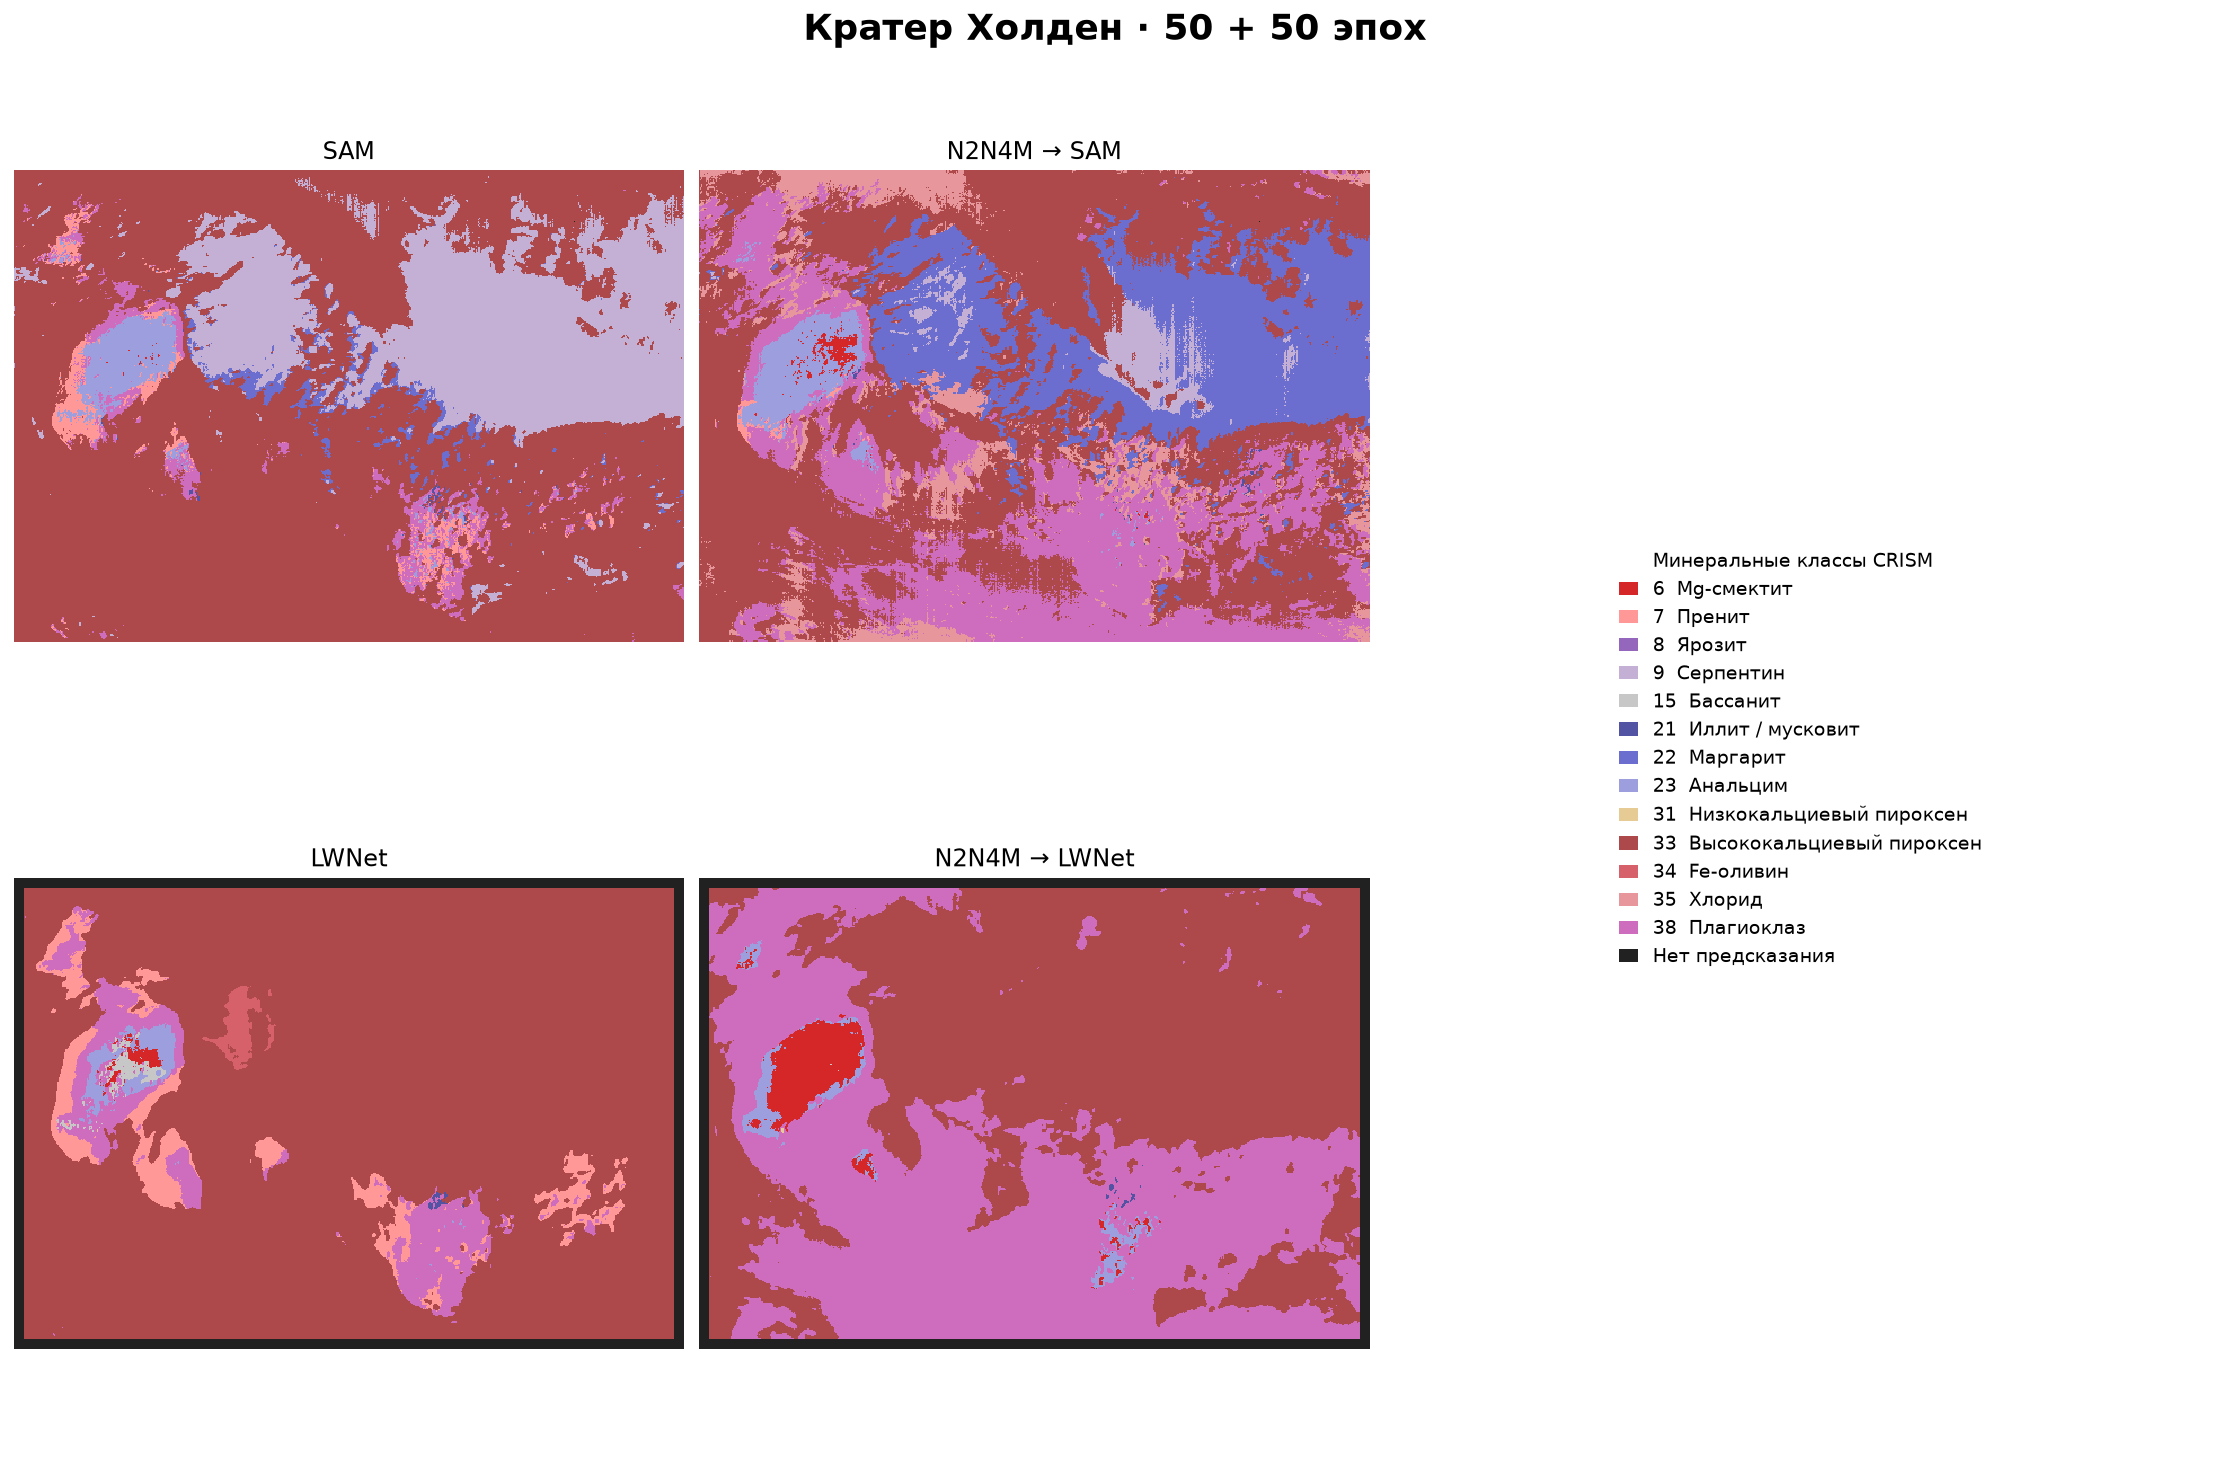 Кратер Холден · 50 + 50 эпох
SAM
N2N4M → SAM
LWNet
N2N4M → LWNet
Минеральные классы CRISM
6 Mg-смектит
7 Пренит
8 Ярозит
9 Серпентин
15 Бассанит
21 Иллит / мусковит
22 Маргарит
23 Анальцим
31 Низкокальциевый пироксен
33 Высококальциевый пироксен
34 Fe-оливин
35 Хлорид
38 Плагиоклаз
Нет предсказания